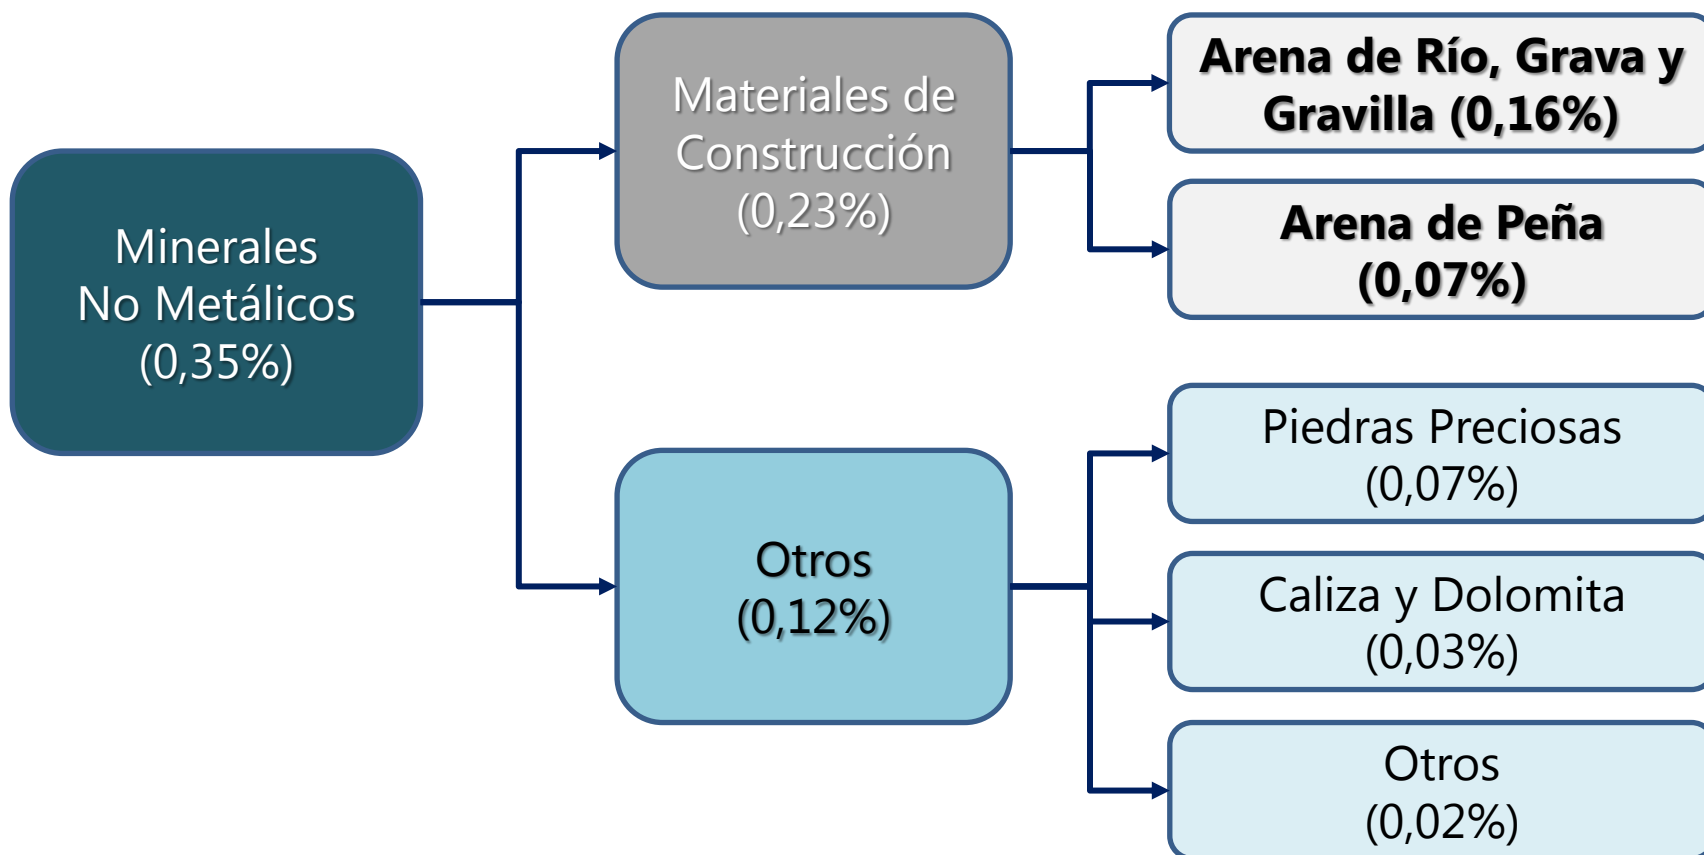 Minerales
No Metálicos
(0,35%)
Materiales de
Construcción
(0,23%)
Arena de Río, Grava y
Gravilla (0,16%)
Arena de Peña
(0,07%)
Otros
(0,12%)
Piedras Preciosas
(0,07%)
Caliza y Dolomita
(0,03%)
Otros
(0,02%)